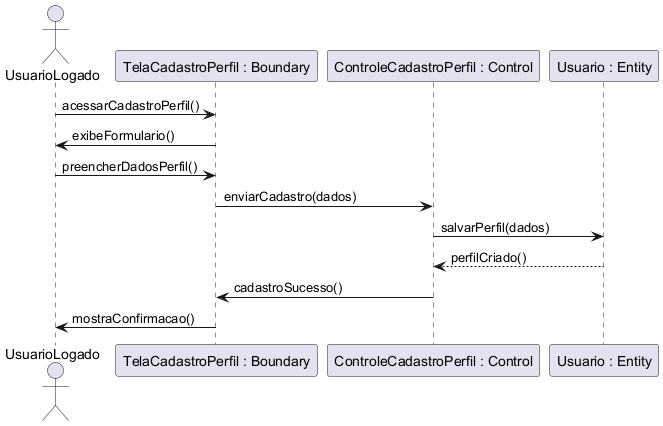 UsuarioLogado
TelaCadastroPerfil : Boundary
ControleCadastroPerfil : Control
Usuario : Entity
acessarCadastroPerfil()
exibeFormulario()
preencherDadosPerfil()
enviarCadastro(dados)
salvarPerfil(dados)
perfilCriado()
cadastroSucesso()
mostraConfirmacao()
UsuarioLogado
TelaCadastroPerfil : Boundary
ControleCadastroPerfil : Control
Usuario : Entity